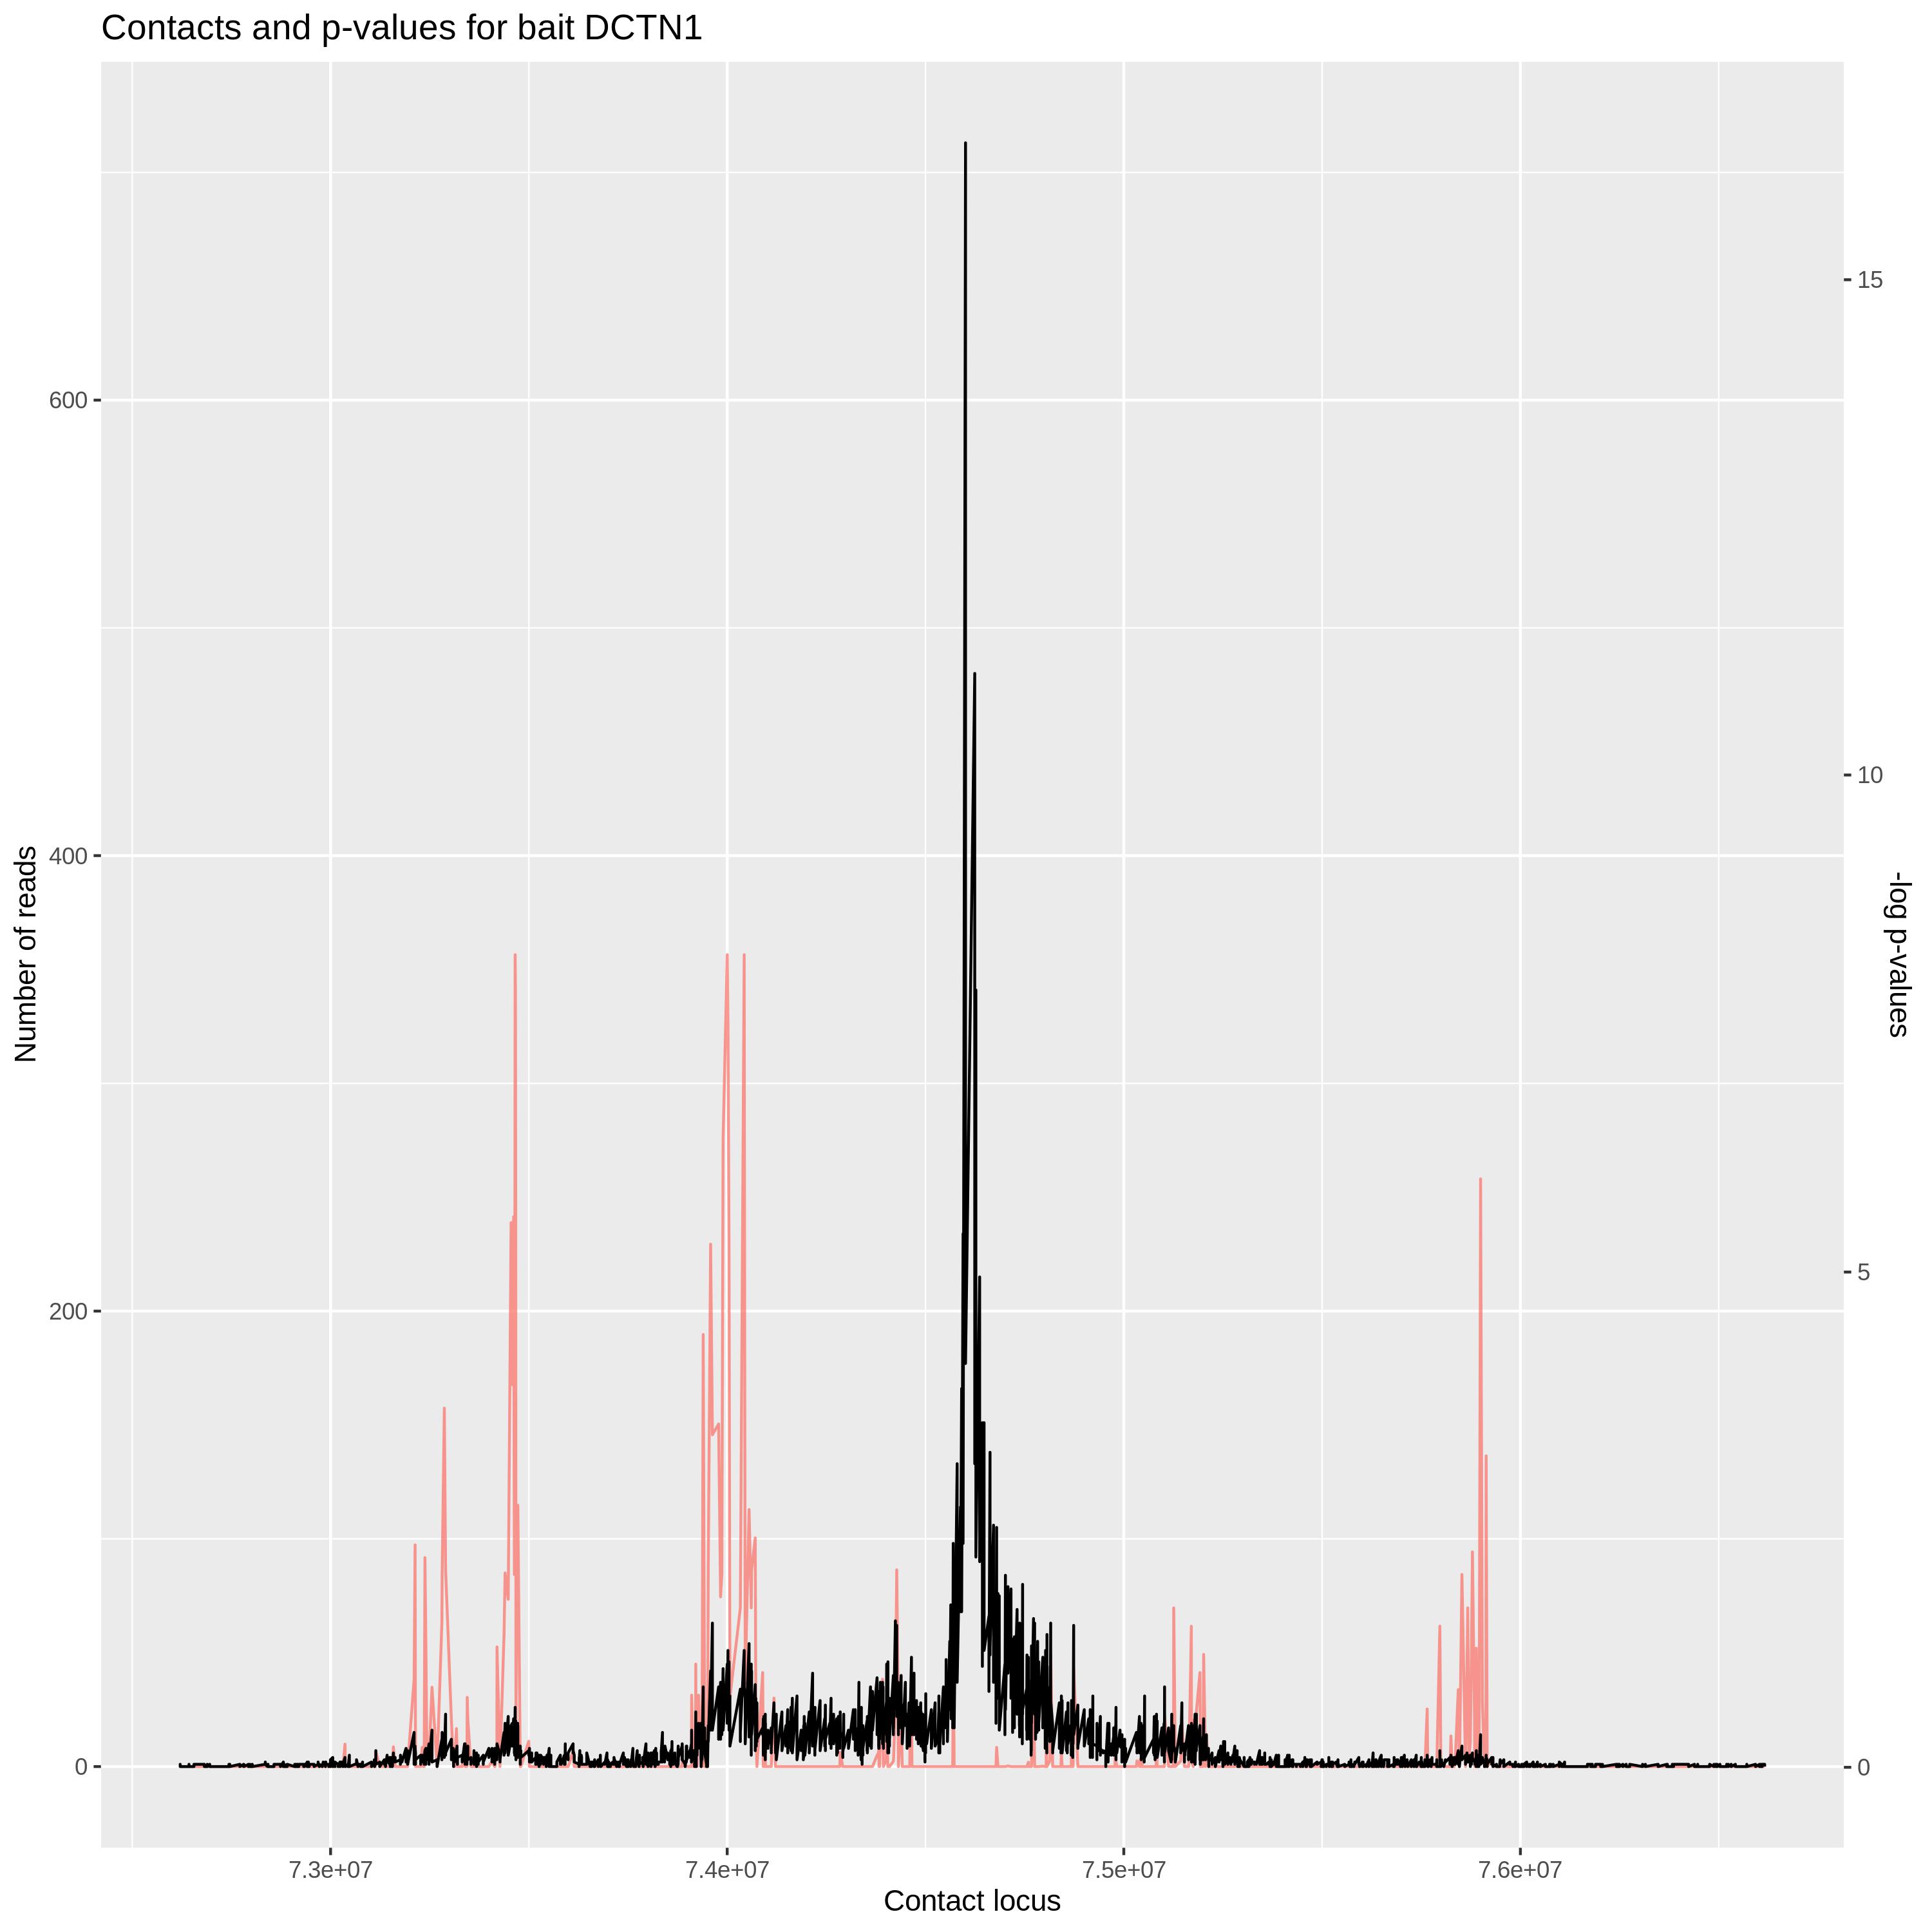 Contacts and p-values for bait DCTN1
Number of reads
600
400
200
0
15
10
5
0
-log p-values
7.3e+07
7.4e+07
7.5e+07
7.6e+07
Contact locus